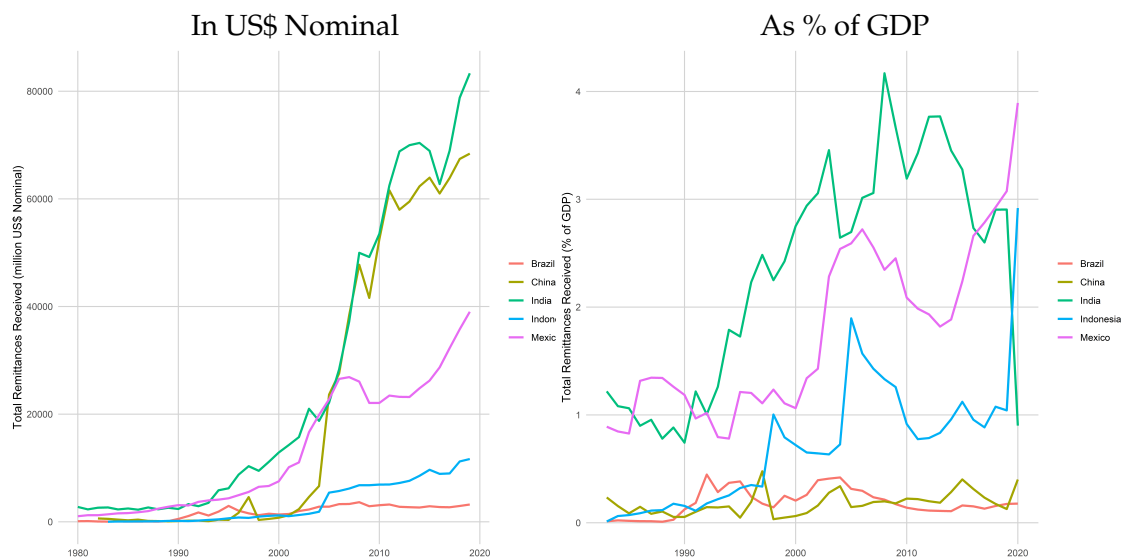 In US$ Nominal
As % of GDP
Total Remittances Received (million US$ Nominal)
80000
60000
40000
20000
0
1980
1990
2000
2010
2020
Brazil
China
India
Indon
Mexic
Total Remittances Received (% of GDP)
4
3
2
1
0
1990
2000
2010
2020
Brazil
China
India
Indonesia
Mexico